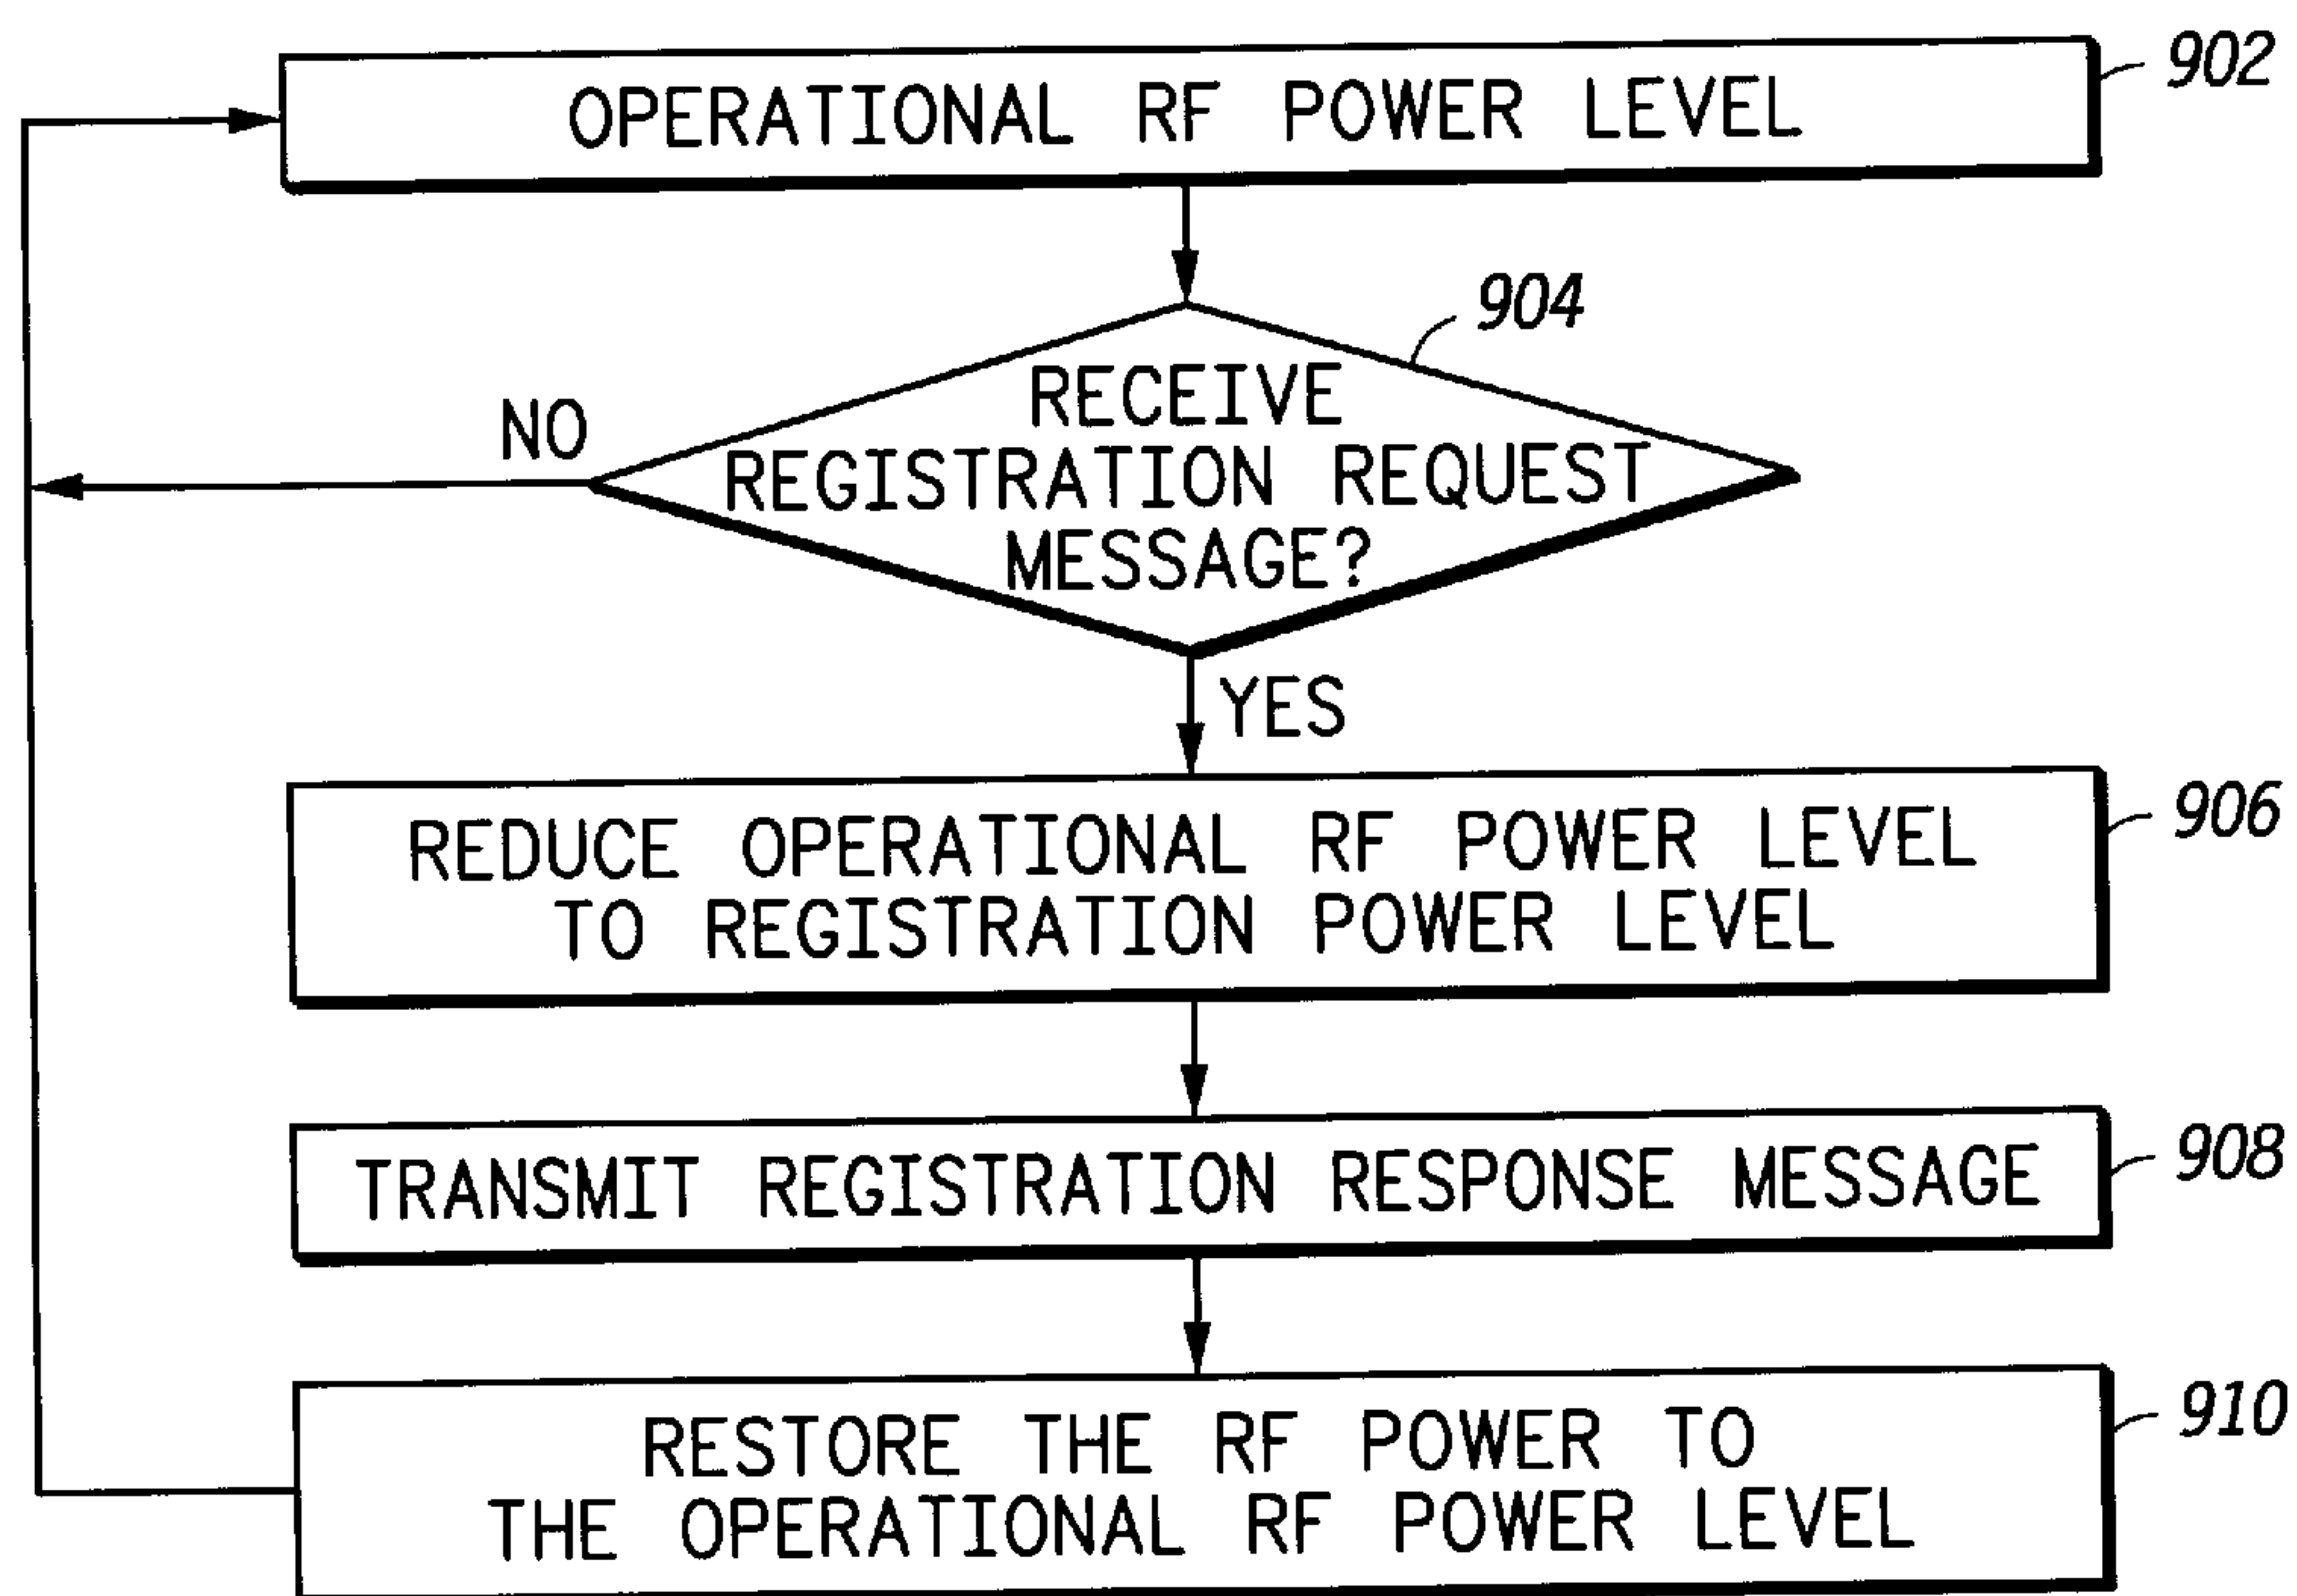 902
OPERATIONAL RF POWER LEVEL
904
RECEIVE
REGISTRATION REQUEST
MESSAGE?
NO
YES
906
REDUCE OPERATIONAL RF POWER LEVEL
TO REGISTRATION POWER LEVEL
908
TRANSMIT REGISTRATION RESPONSE MESSAGE
910
RESTORE THE RF POWER TO
THE OPERATIONAL RF POWER LEVEL